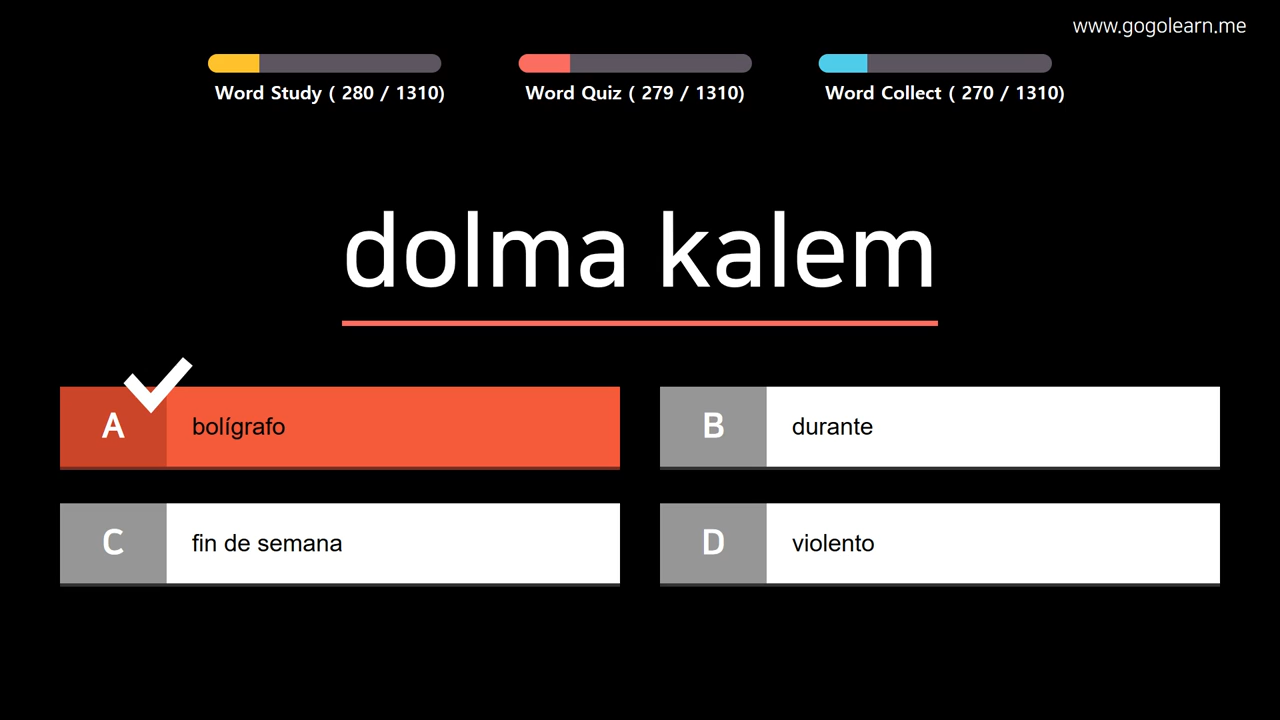 www.gogolearn.me
Word Study ( 280 / 1310)
Word Quiz ( 279 / 1310)
Word Collect ( 270 / 1310)
dolma kalem
A bolígrafo
B durante
C fin de semana
D violento